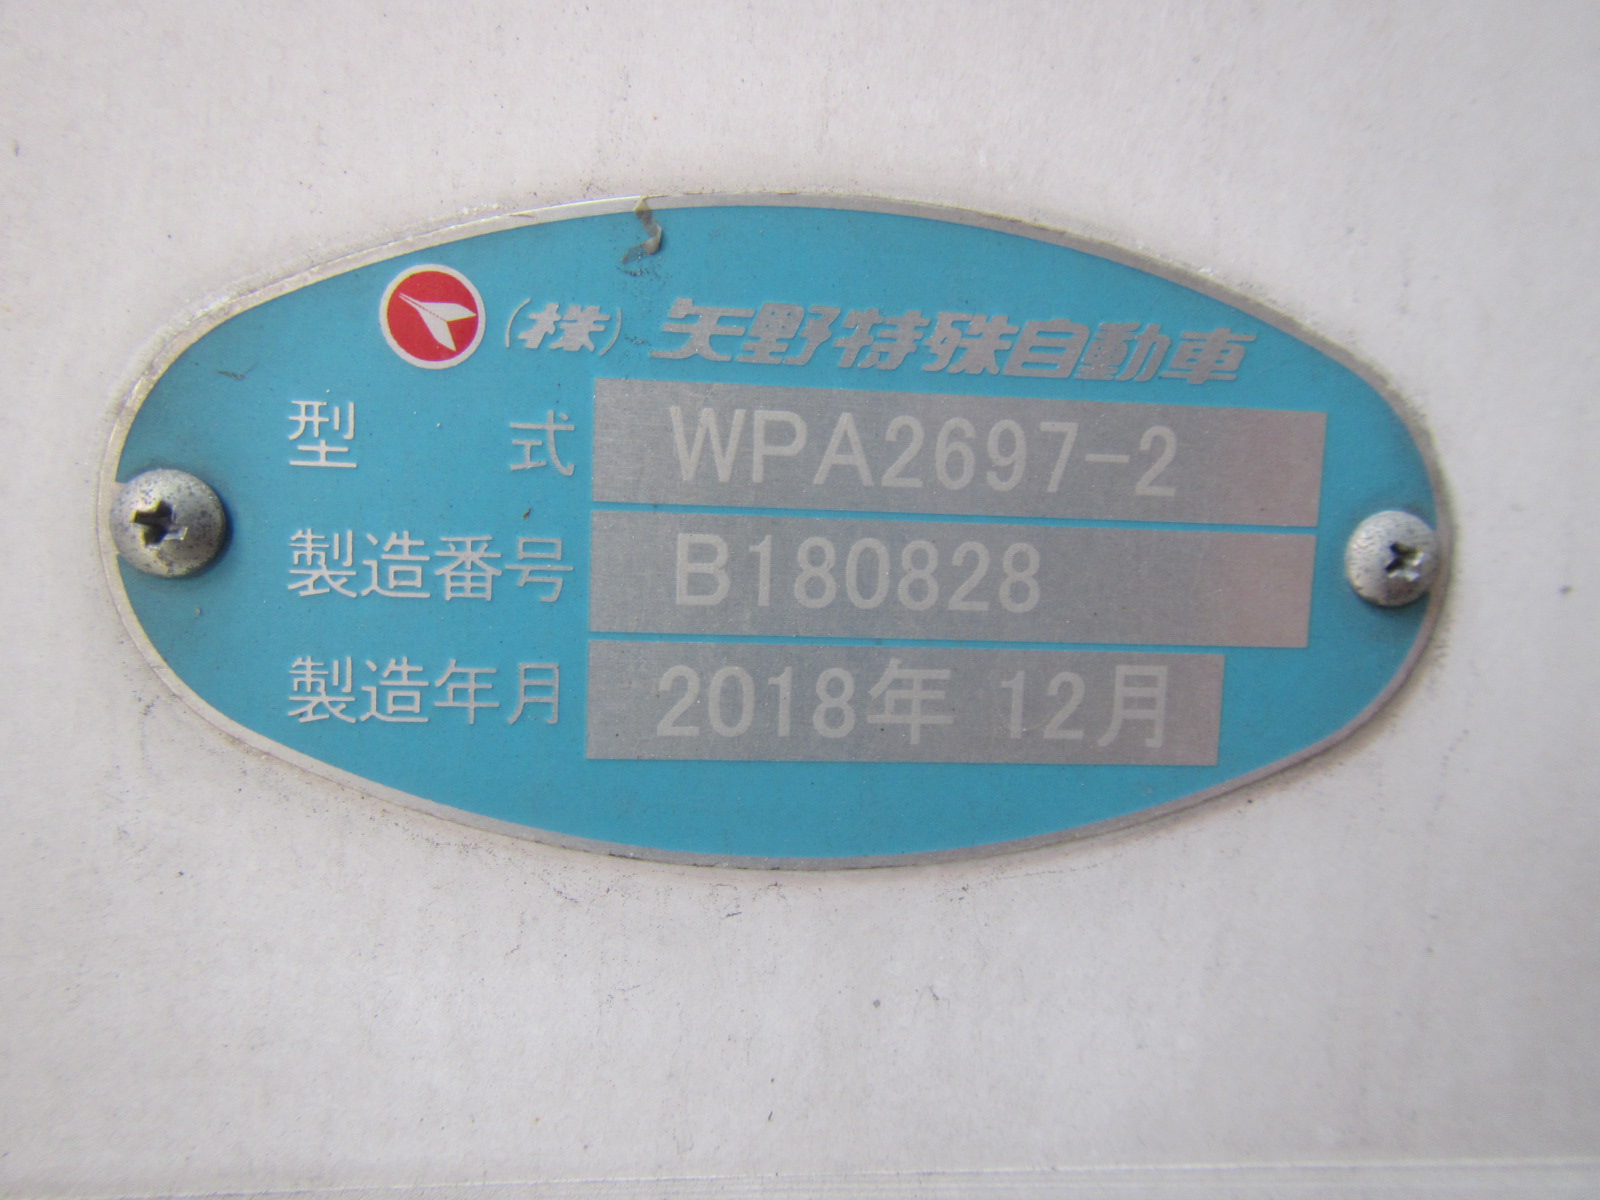 (株)矢野特殊自動車
型式 WPA2697-2
製造番号 B180828
製造年月 2018年 12月